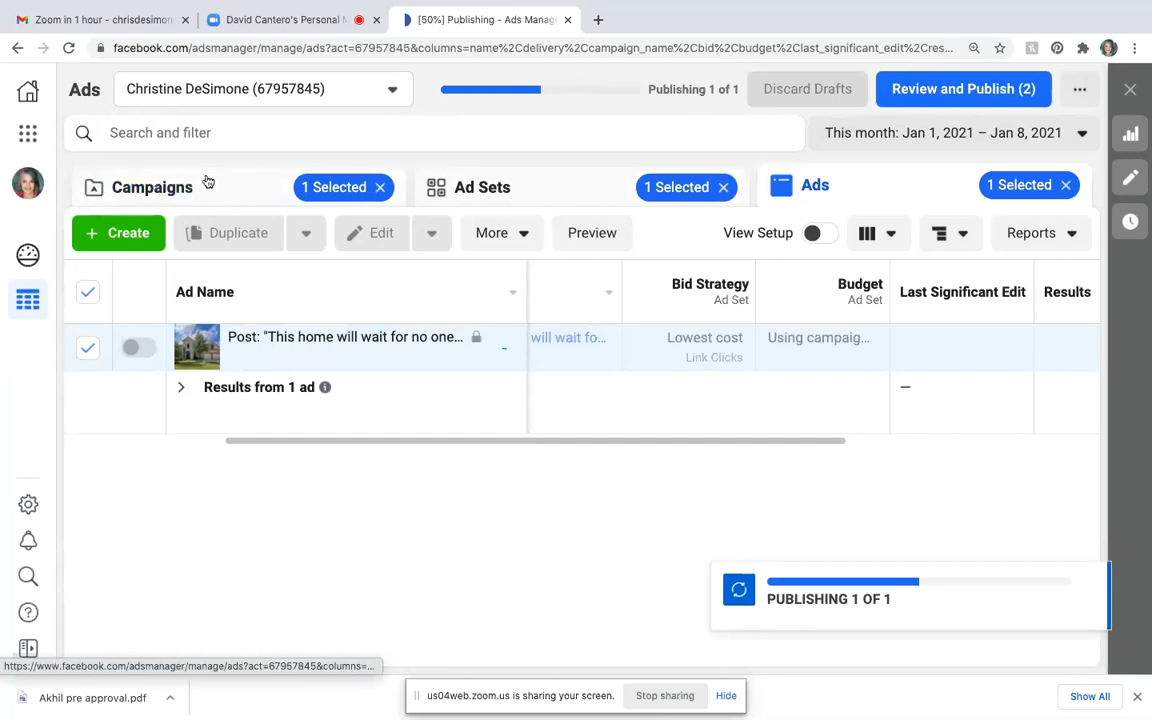 Zoom in 1 hour - chrisdesimon
David Cantero's Personal
[50%] Publishing - Ads Manag
facebook.com/adsmanager/manage/ads?act=67957845&columns=name%2Cdelivery%2Ccampaign_name%2Cbid%2Cbudget%2Clast_significant_edit%2Cres...
Ads
Christine DeSimone (67957845)
Publishing 1 of 1
Discard Drafts
Review and Publish (2)
Search and filter
This month: Jan 1, 2021 – Jan 8, 2021
Campaigns
1 Selected
Ad Sets
1 Selected
Ads
1 Selected
+ Create
Duplicate
Edit
More
Preview
View Setup
Reports
Ad Name
Bid Strategy
Ad Set
Budget
Ad Set
Last Significant Edit
Results
Post: "This home will wait for no one...
will wait fo...
Lowest cost
Link Clicks
Using campaig...
Results from 1 ad
—
PUBLISHING 1 OF 1
https://www.facebook.com/adsmanager/manage/ads?act=67957845&columns=...
Akhil pre approval.pdf
us04web.zoom.us is sharing your screen.
Stop sharing
Hide
Show All